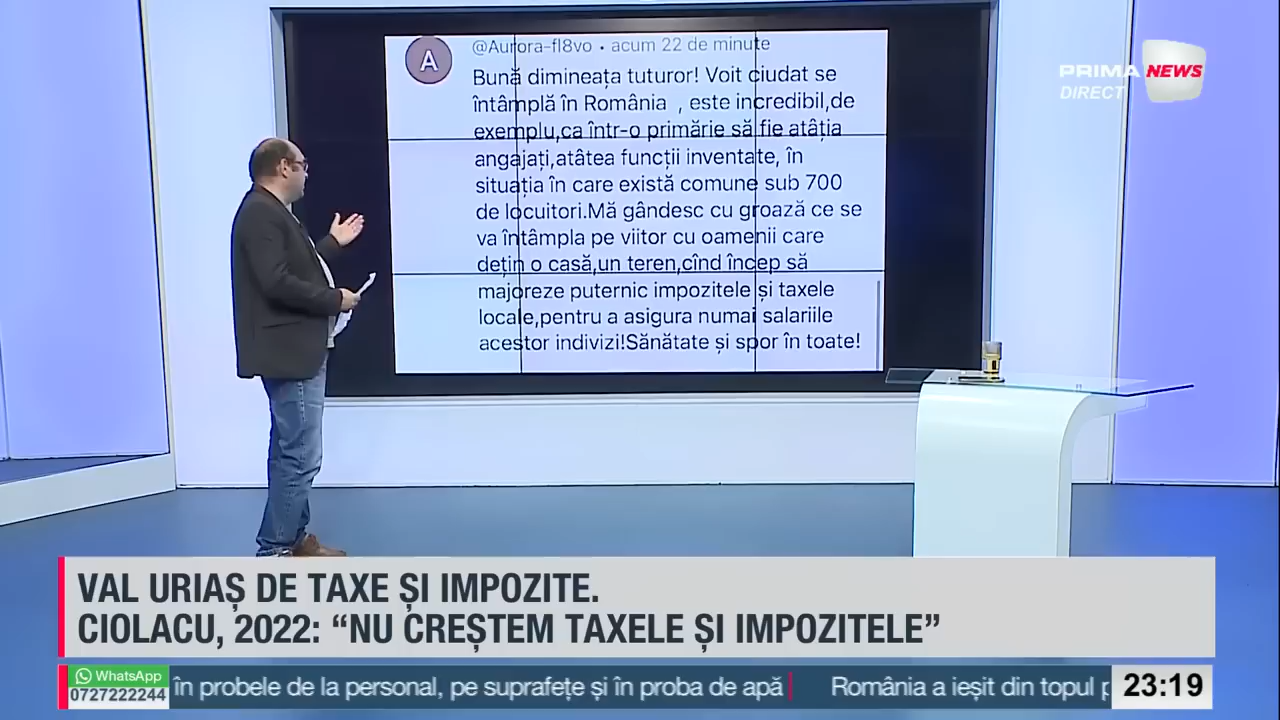 A
@Aurora-fl8vo • acum 22 de minute
Bună dimineața tuturor! Voit ciudat se
întâmplă în România , este incredibil,de
exemplu,ca într-o primărie să fie atâția
angajați,atâtea funcții inventate, în
situația în care există comune sub 700
de locuitori.Mă gândesc cu groază ce se
va întâmpla pe viitor cu oamenii care
dețin o casă,un teren,cînd încep să
majoreze puternic impozitele și taxele
locale,pentru a asigura numai salariile
acestor indivizi!Sănătate și spor în toate!
PRIMA NEWS
DIRECT
VAL URIAȘ DE TAXE ȘI IMPOZITE.
CIOLACU, 2022: “NU CREȘTEM TAXELE ȘI IMPOZITELE”
WhatsApp
0727222244
în probele de la personal, pe suprafețe și în proba de apă | România a ieșit din topul
23:19